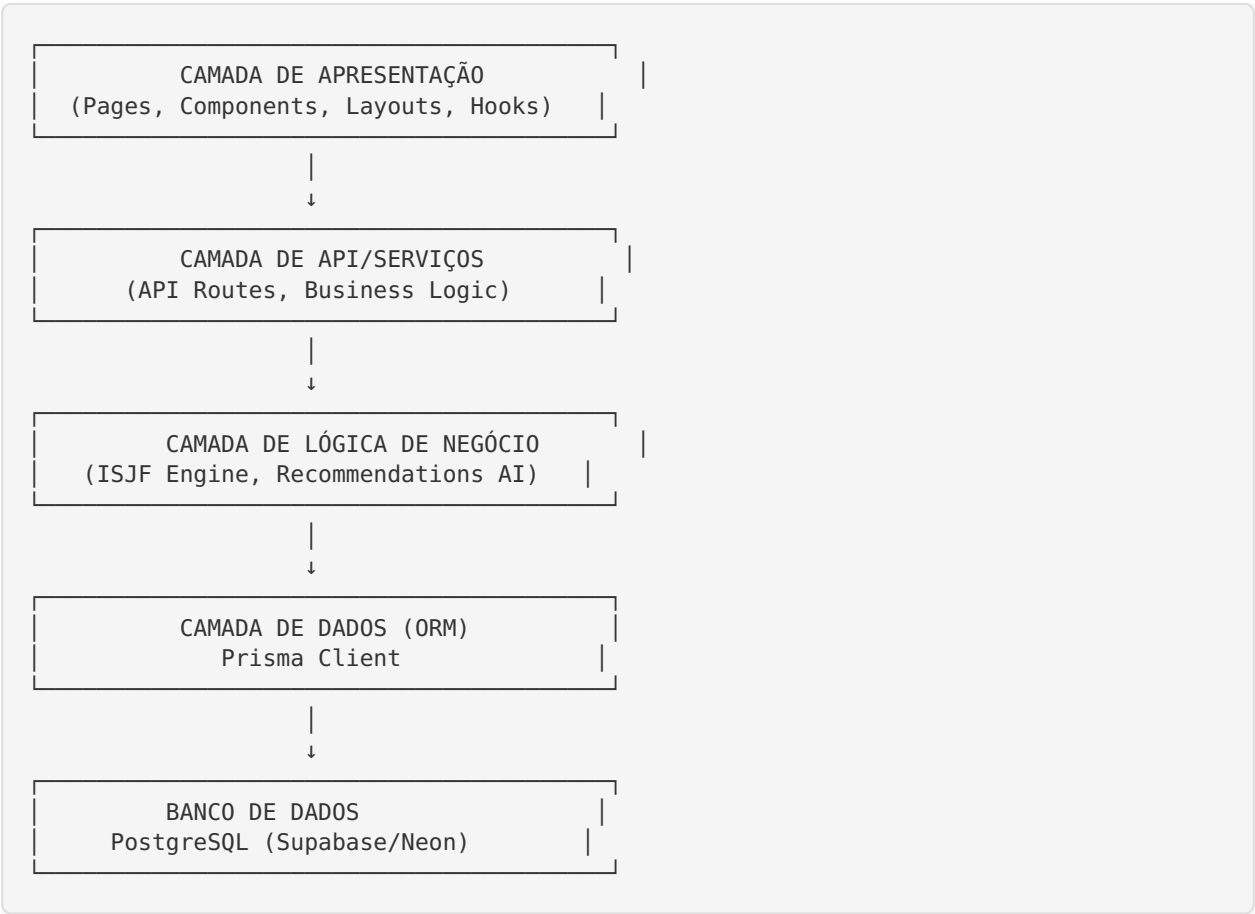 CAMADA DE APRESENTAÇÃO
(Pages, Components, Layouts, Hooks)
↓
CAMADA DE API/SERVIÇOS
(API Routes, Business Logic)
↓
CAMADA DE LÓGICA DE NEGÓCIO
(ISJF Engine, Recommendations AI)
↓
CAMADA DE DADOS (ORM)
Prisma Client
↓
BANCO DE DADOS
PostgreSQL (Supabase/Neon)